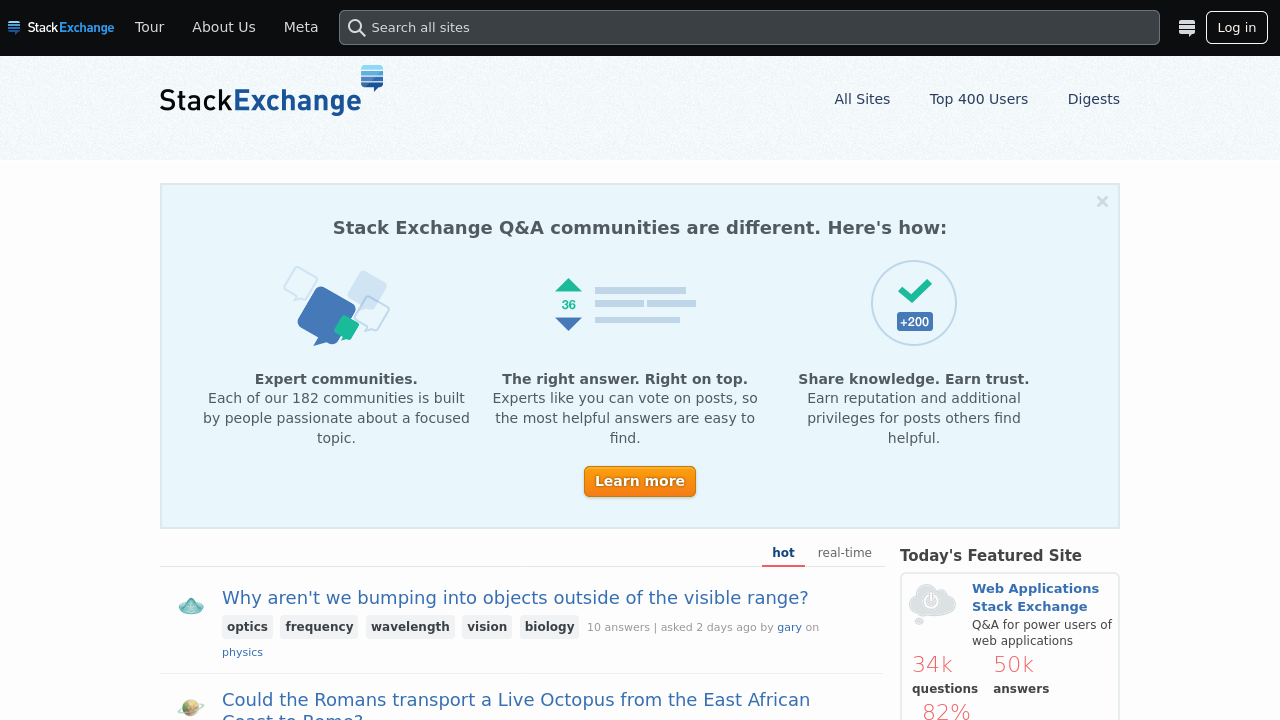 StackExchange
Tour
About Us
Meta
Search all sites
Log in
StackExchange
All Sites
Top 400 Users
Digests
Stack Exchange Q&A communities are different. Here's how:
36
+200
Expert communities.
Each of our 182 communities is built
by people passionate about a focused
topic.
The right answer. Right on top.
Experts like you can vote on posts, so
the most helpful answers are easy to
find.
Share knowledge. Earn trust.
Earn reputation and additional
privileges for posts others find
helpful.
Learn more
hot
real-time
Why aren't we bumping into objects outside of the visible range?
optics frequency wavelength vision biology 10 answers | asked 2 days ago by gary on
physics
Could the Romans transport a Live Octopus from the East African
Coast to Rome?
Today's Featured Site
Web Applications
Stack Exchange
Q&A for power users of
web applications
34k
questions
50k
answers
82%